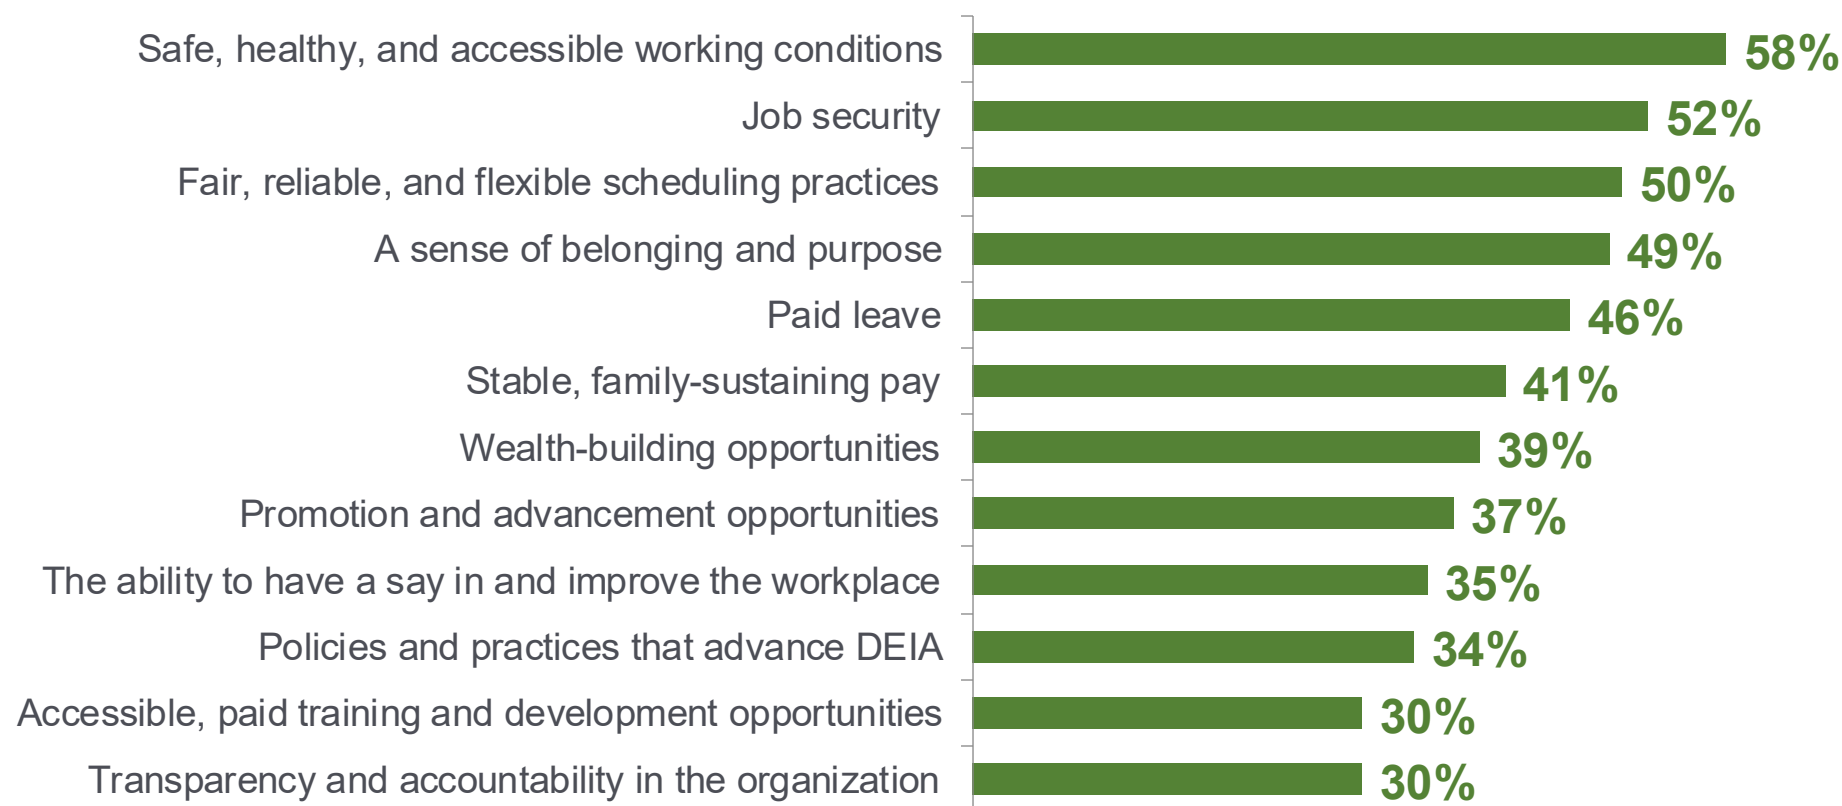 Safe, healthy, and accessible working conditions 58%
Job security 52%
Fair, reliable, and flexible scheduling practices 50%
A sense of belonging and purpose 49%
Paid leave 46%
Stable, family-sustaining pay 41%
Wealth-building opportunities 39%
Promotion and advancement opportunities 37%
The ability to have a say in and improve the workplace 35%
Policies and practices that advance DEIA 34%
Accessible, paid training and development opportunities 30%
Transparency and accountability in the organization 30%